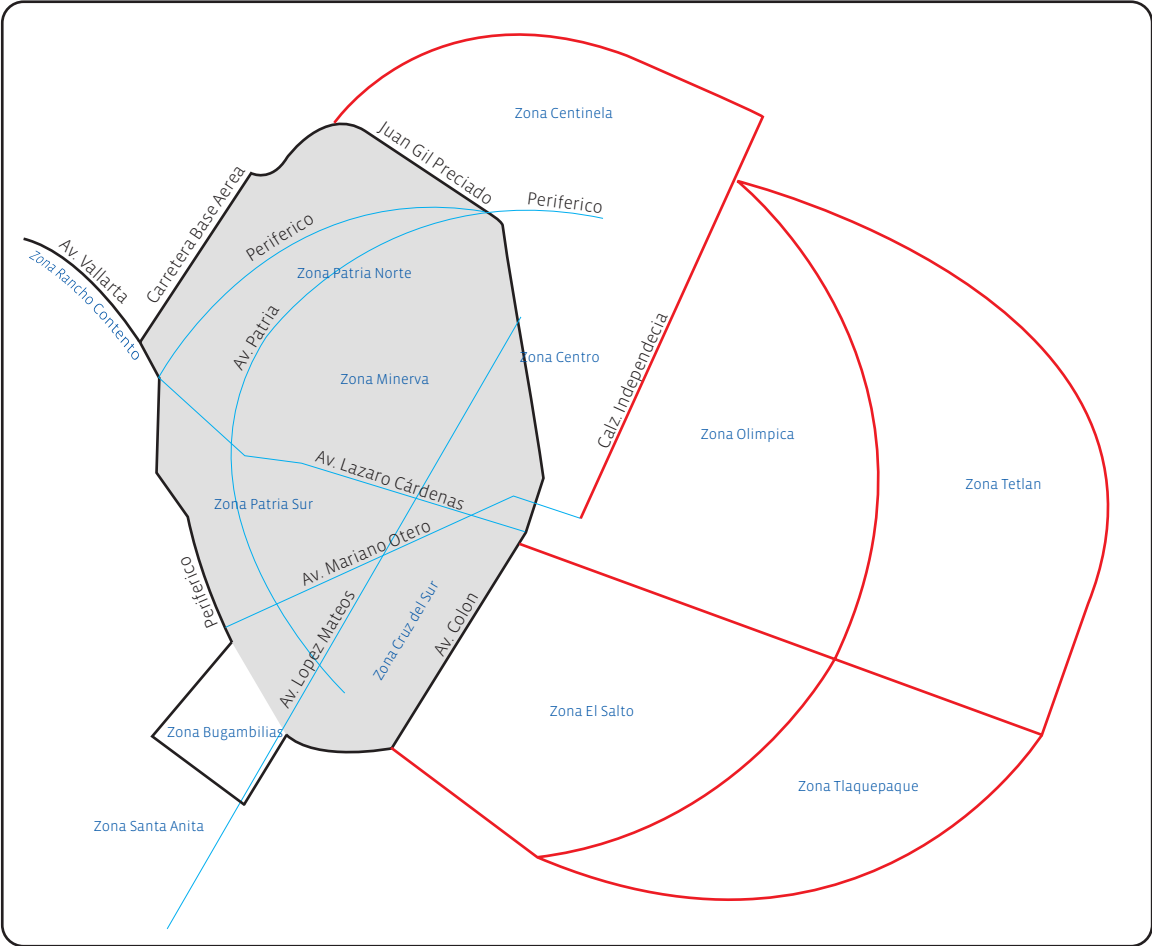 Zona Centinela
Juan Gil Preciado
Carretera Base Aerea
Periferico
Periferico
Av. Vallarta
Zona Rancho Contento
Zona Patria Norte
Av. Patria
Zona Centro
Calz. Independecia
Zona Minerva
Zona Olimpica
Av. Lazaro Cárdenas
Zona Tetlan
Zona Patria Sur
Av. Mariano Otero
Periferico
Av. Lopez Mateos
Zona Cruz del Sur
Av. Colon
Zona El Salto
Zona Bugambilias
Zona Tlaquepaque
Zona Santa Anita